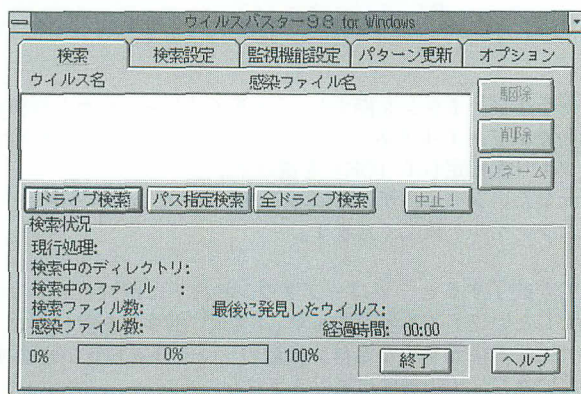 ウイルスバスター98 for Windows
検索 検索設定 監視機能設定 パターン更新 オプション
ウイルス名 感染ファイル名
駆除
削除
リネーム
ドライブ検索 パス指定検索 全ドライブ検索 中止!
検索状況
現行処理:
検索中のディレクトリ:
検索中のファイル :
検索ファイル数: 最後に発見したウイルス:
感染ファイル数: 経過時間: 00:00
0% 0% 100% 終了 ヘルプ